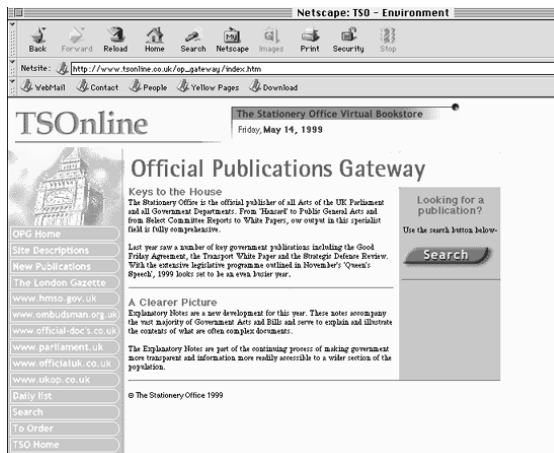 Netscape: TSO - Environment
Back Forward Reload Home Search Netscape Images Print Security Stop
Netsite: http://www.tsonline.co.uk/op_gateway/index.htm
WebMail Contact People Yellow Pages Download
TSOnline
The Stationery Office Virtual Bookstore
Friday, May 14, 1999
Official Publications Gateway
OPG Home
Site Descriptions
New Publications
The London Gazette
www.hmso.gov.uk
www.ombudsman.org.uk
www.official-doc's.co.uk
www.parliament.uk
www.officialuk.co.uk
www.ukop.co.uk
Daily list
Search
To Order
TSO Home
Keys to the House
The Stationery Office is the official publisher of all Acts of the UK Parliament
and all Government Departments. From 'Hansard' to Public General Acts and
from Select Committee Reports to White Papers, our output in this specialist
field is fully comprehensive.
Last year saw a number of key government publications including the Good
Friday Agreement, the Transport White Paper and the Strategic Defense Review.
With the extensive legislative programme outlined in November's 'Queen's
Speech', 1999 looks set to be an even busier year.
A Clearer Picture
Explanatory Notes are a new development for this year. These notes accompany
the vast majority of Government Acts and Bills and serve to explain and illustrate
the contents of what are often complex documents.
The Explanatory Notes are part of the continuing process of making government
more transparent and information more readily accessible to a wider section of the
population.
© The Stationery Office 1999
Looking for a
publication?
Use the search button below-
Search